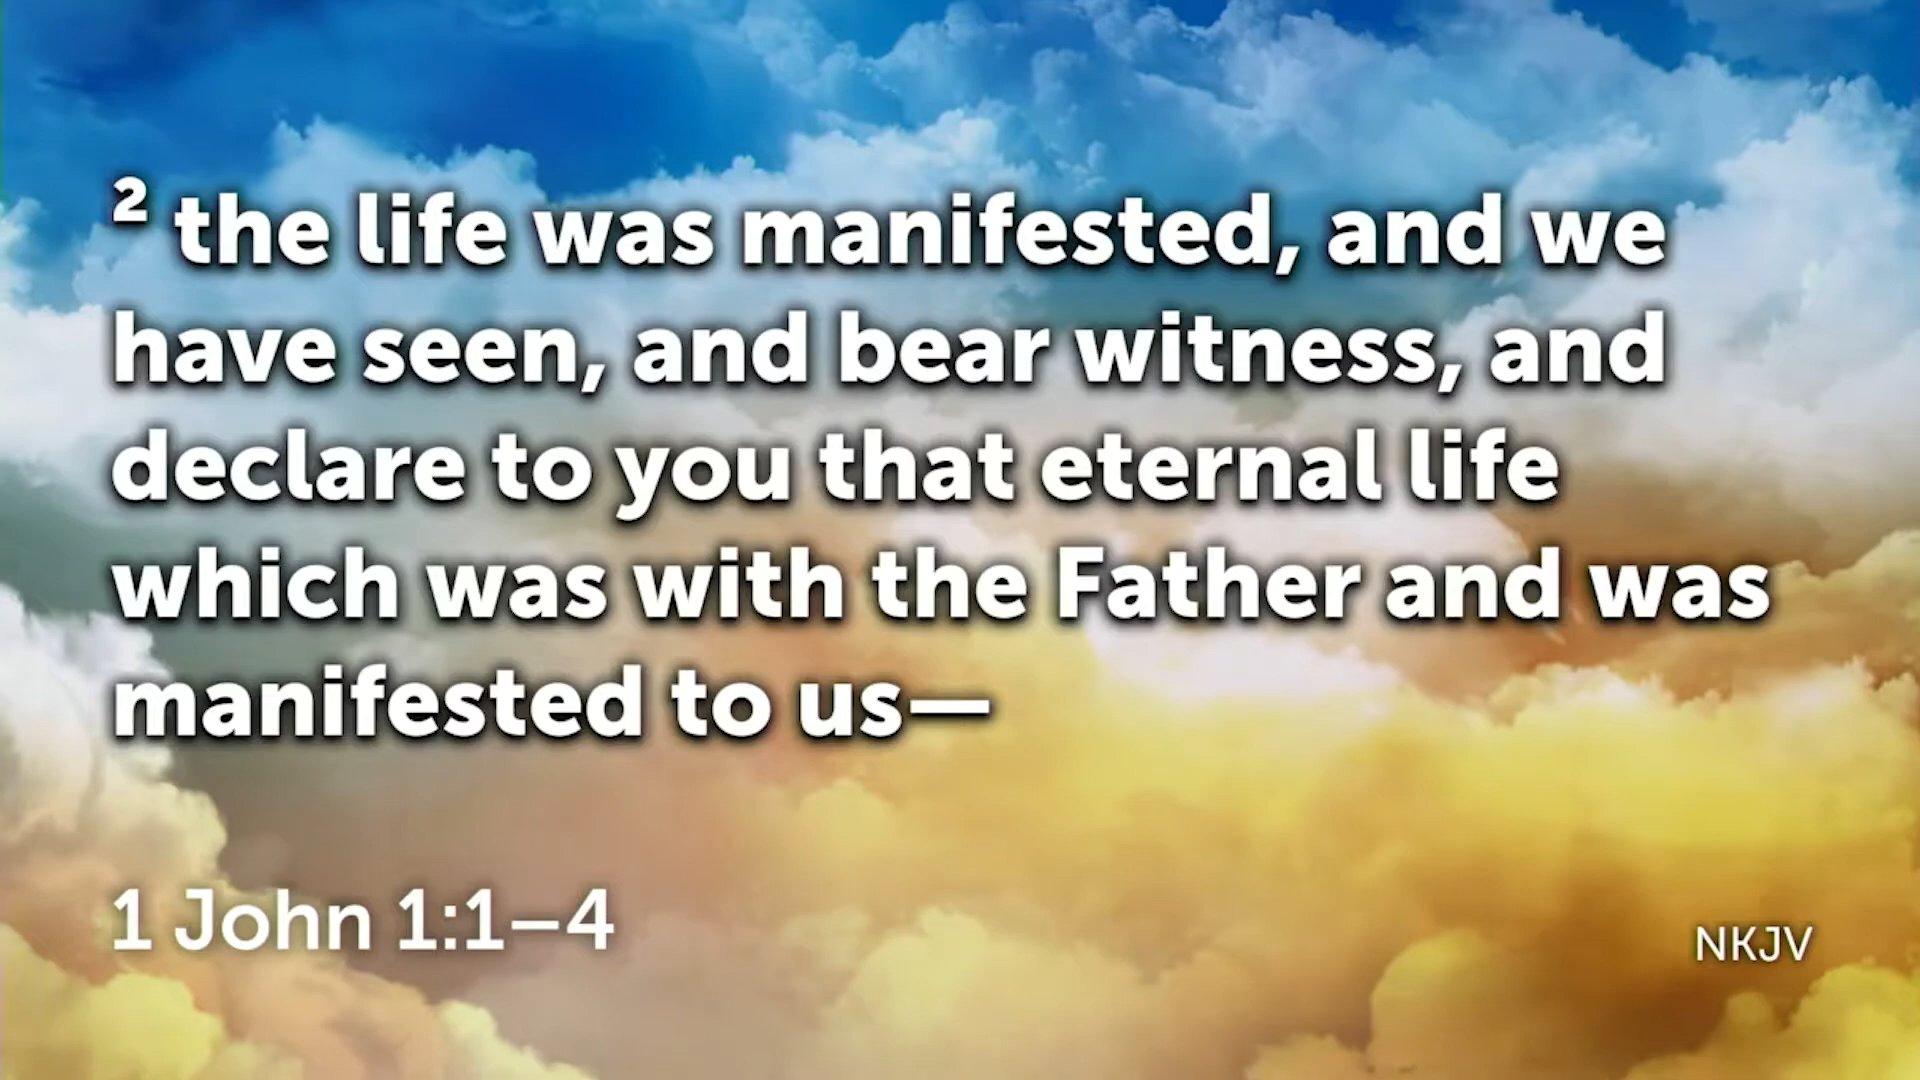 ² the life was manifested, and we
have seen, and bear witness, and
declare to you that eternal life
which was with the Father and was
manifested to us—
1 John 1:1–4
NKJV